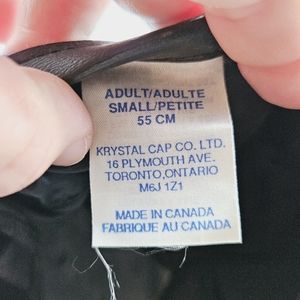 ADULT/ADULTE
SMALL/PETITE
55 CM
KRYSTAL CAP CO. LTD.
16 PLYMOUTH AVE.
TORONTO,ONTARIO
M6J 1Z1
MADE IN CANADA
FABRIQUE AU CANADA